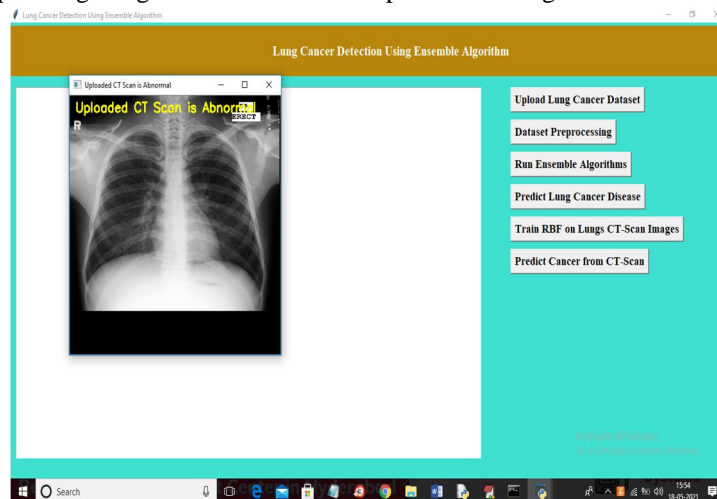 Lung Cancer Detection Using Ensemble Algorithm
Lung Cancer Detection Using Ensemble Algorithm
Uploaded CT Scan is Abnormal
Uploaded CT Scan is Abnormal
ERECT
R
Upload Lung Cancer Dataset
Dataset Preprocessing
Run Ensemble Algorithms
Predict Lung Cancer Disease
Train RBF on Lungs CT-Scan Images
Predict Cancer from CT-Scan
Activate Windows
Search
15:54
18-05-2021